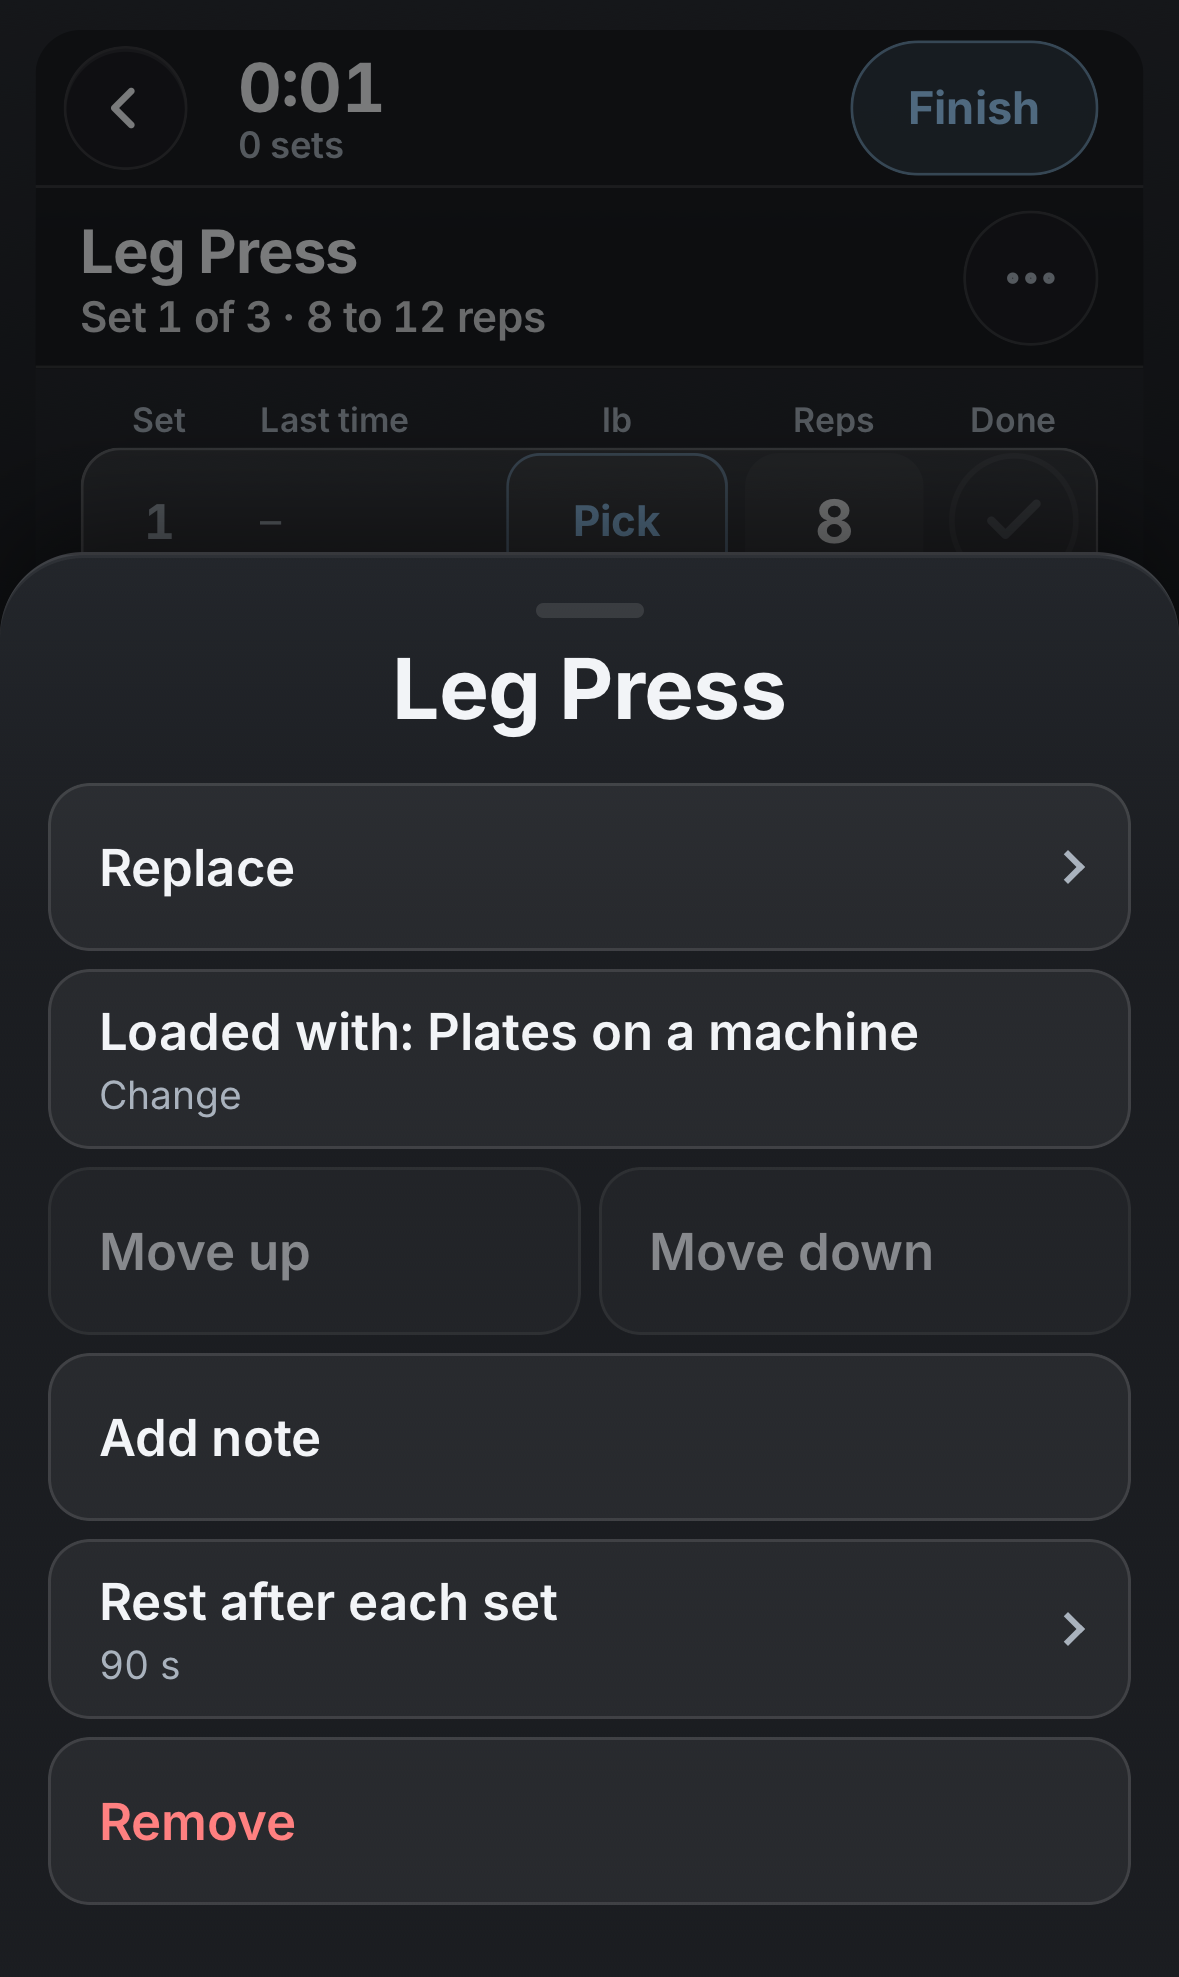 0:01
0 sets
Finish
Leg Press
Set 1 of 3 · 8 to 12 reps
Set Last time lb Reps Done
1 – Pick 8
Leg Press
Replace
Loaded with: Plates on a machine
Change
Move up
Move down
Add note
Rest after each set
90 s
Remove